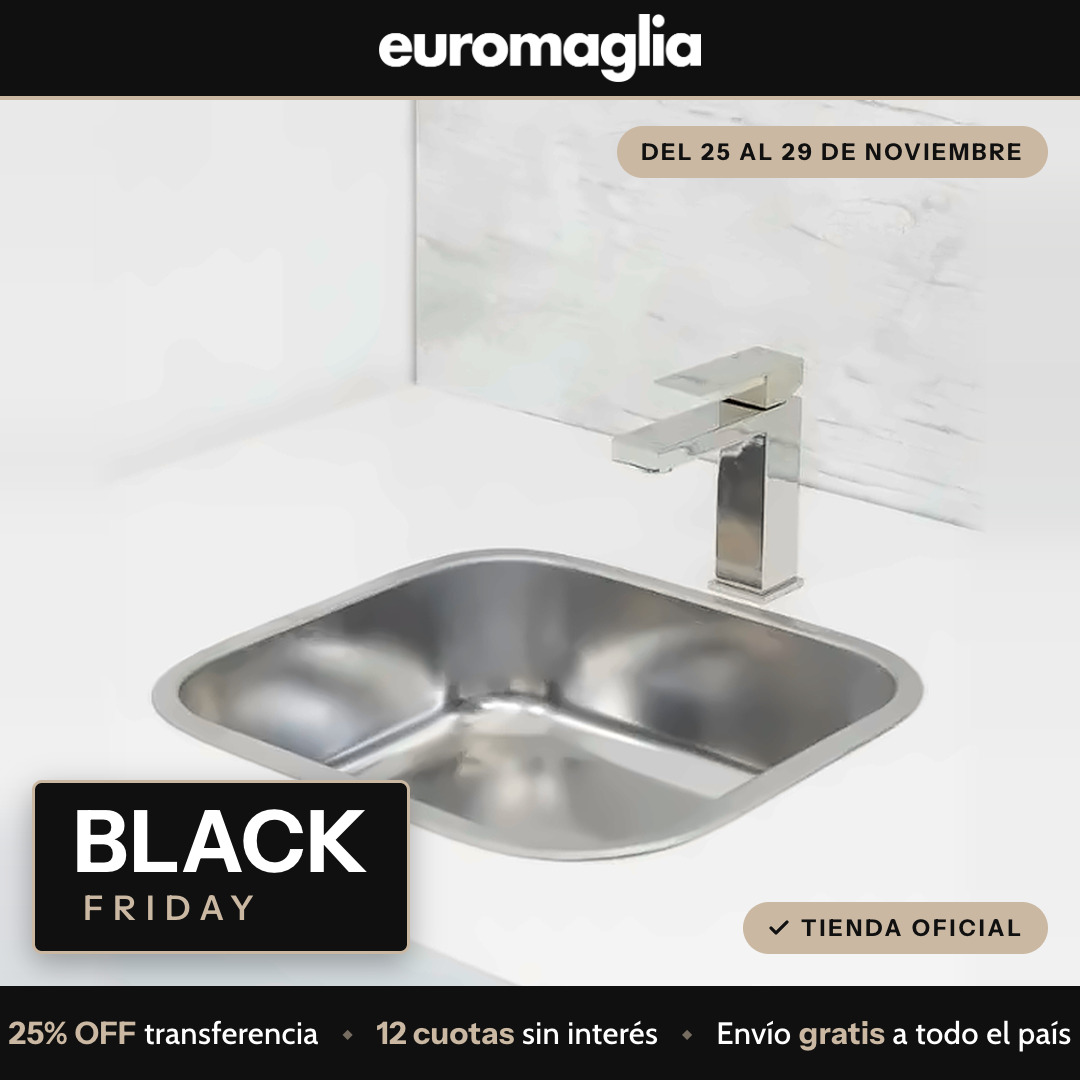 euromaglia
DEL 25 AL 29 DE NOVIEMBRE
BLACK
FRIDAY
TIENDA OFICIAL
25% OFF transferencia ◆ 12 cuotas sin interés ◆ Envío gratis a todo el país